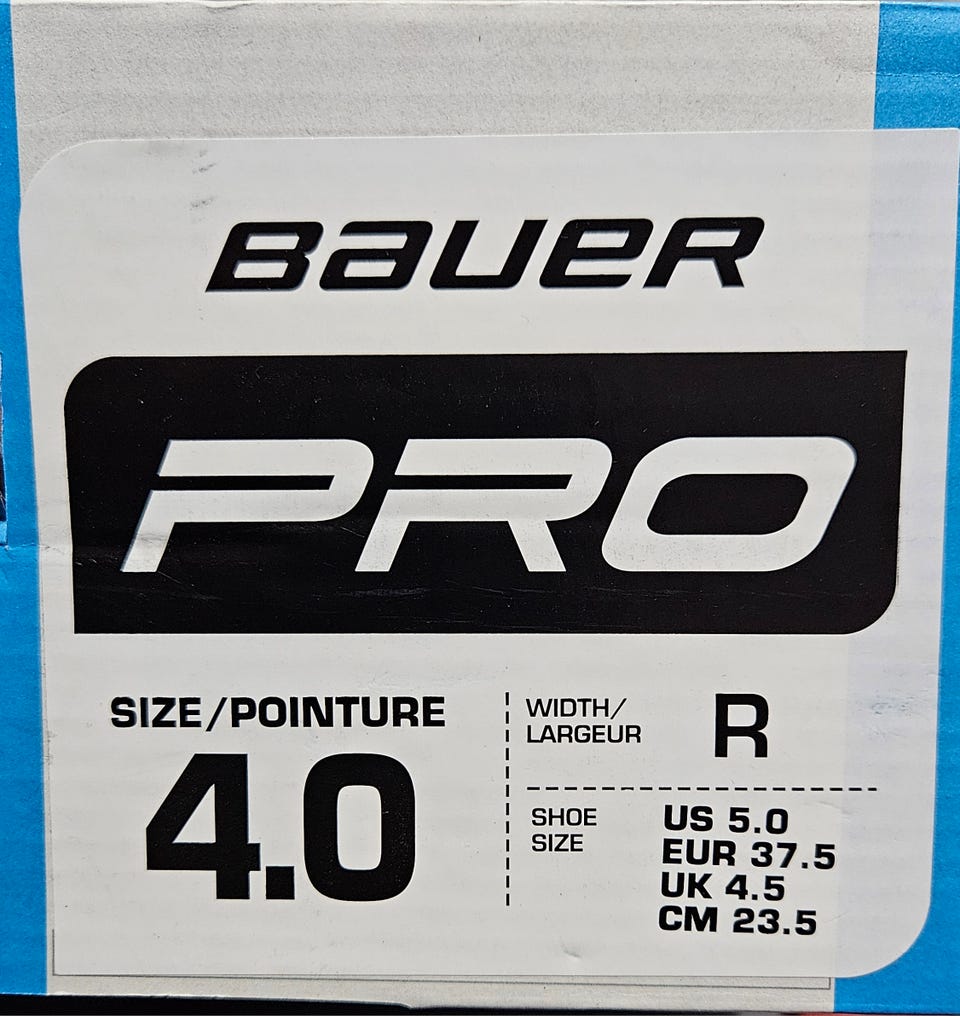 BAUER
PRO
SIZE/POINTURE
4.0
WIDTH/
LARGEUR
R
SHOE
SIZE
US 5.0
EUR 37.5
UK 4.5
CM 23.5